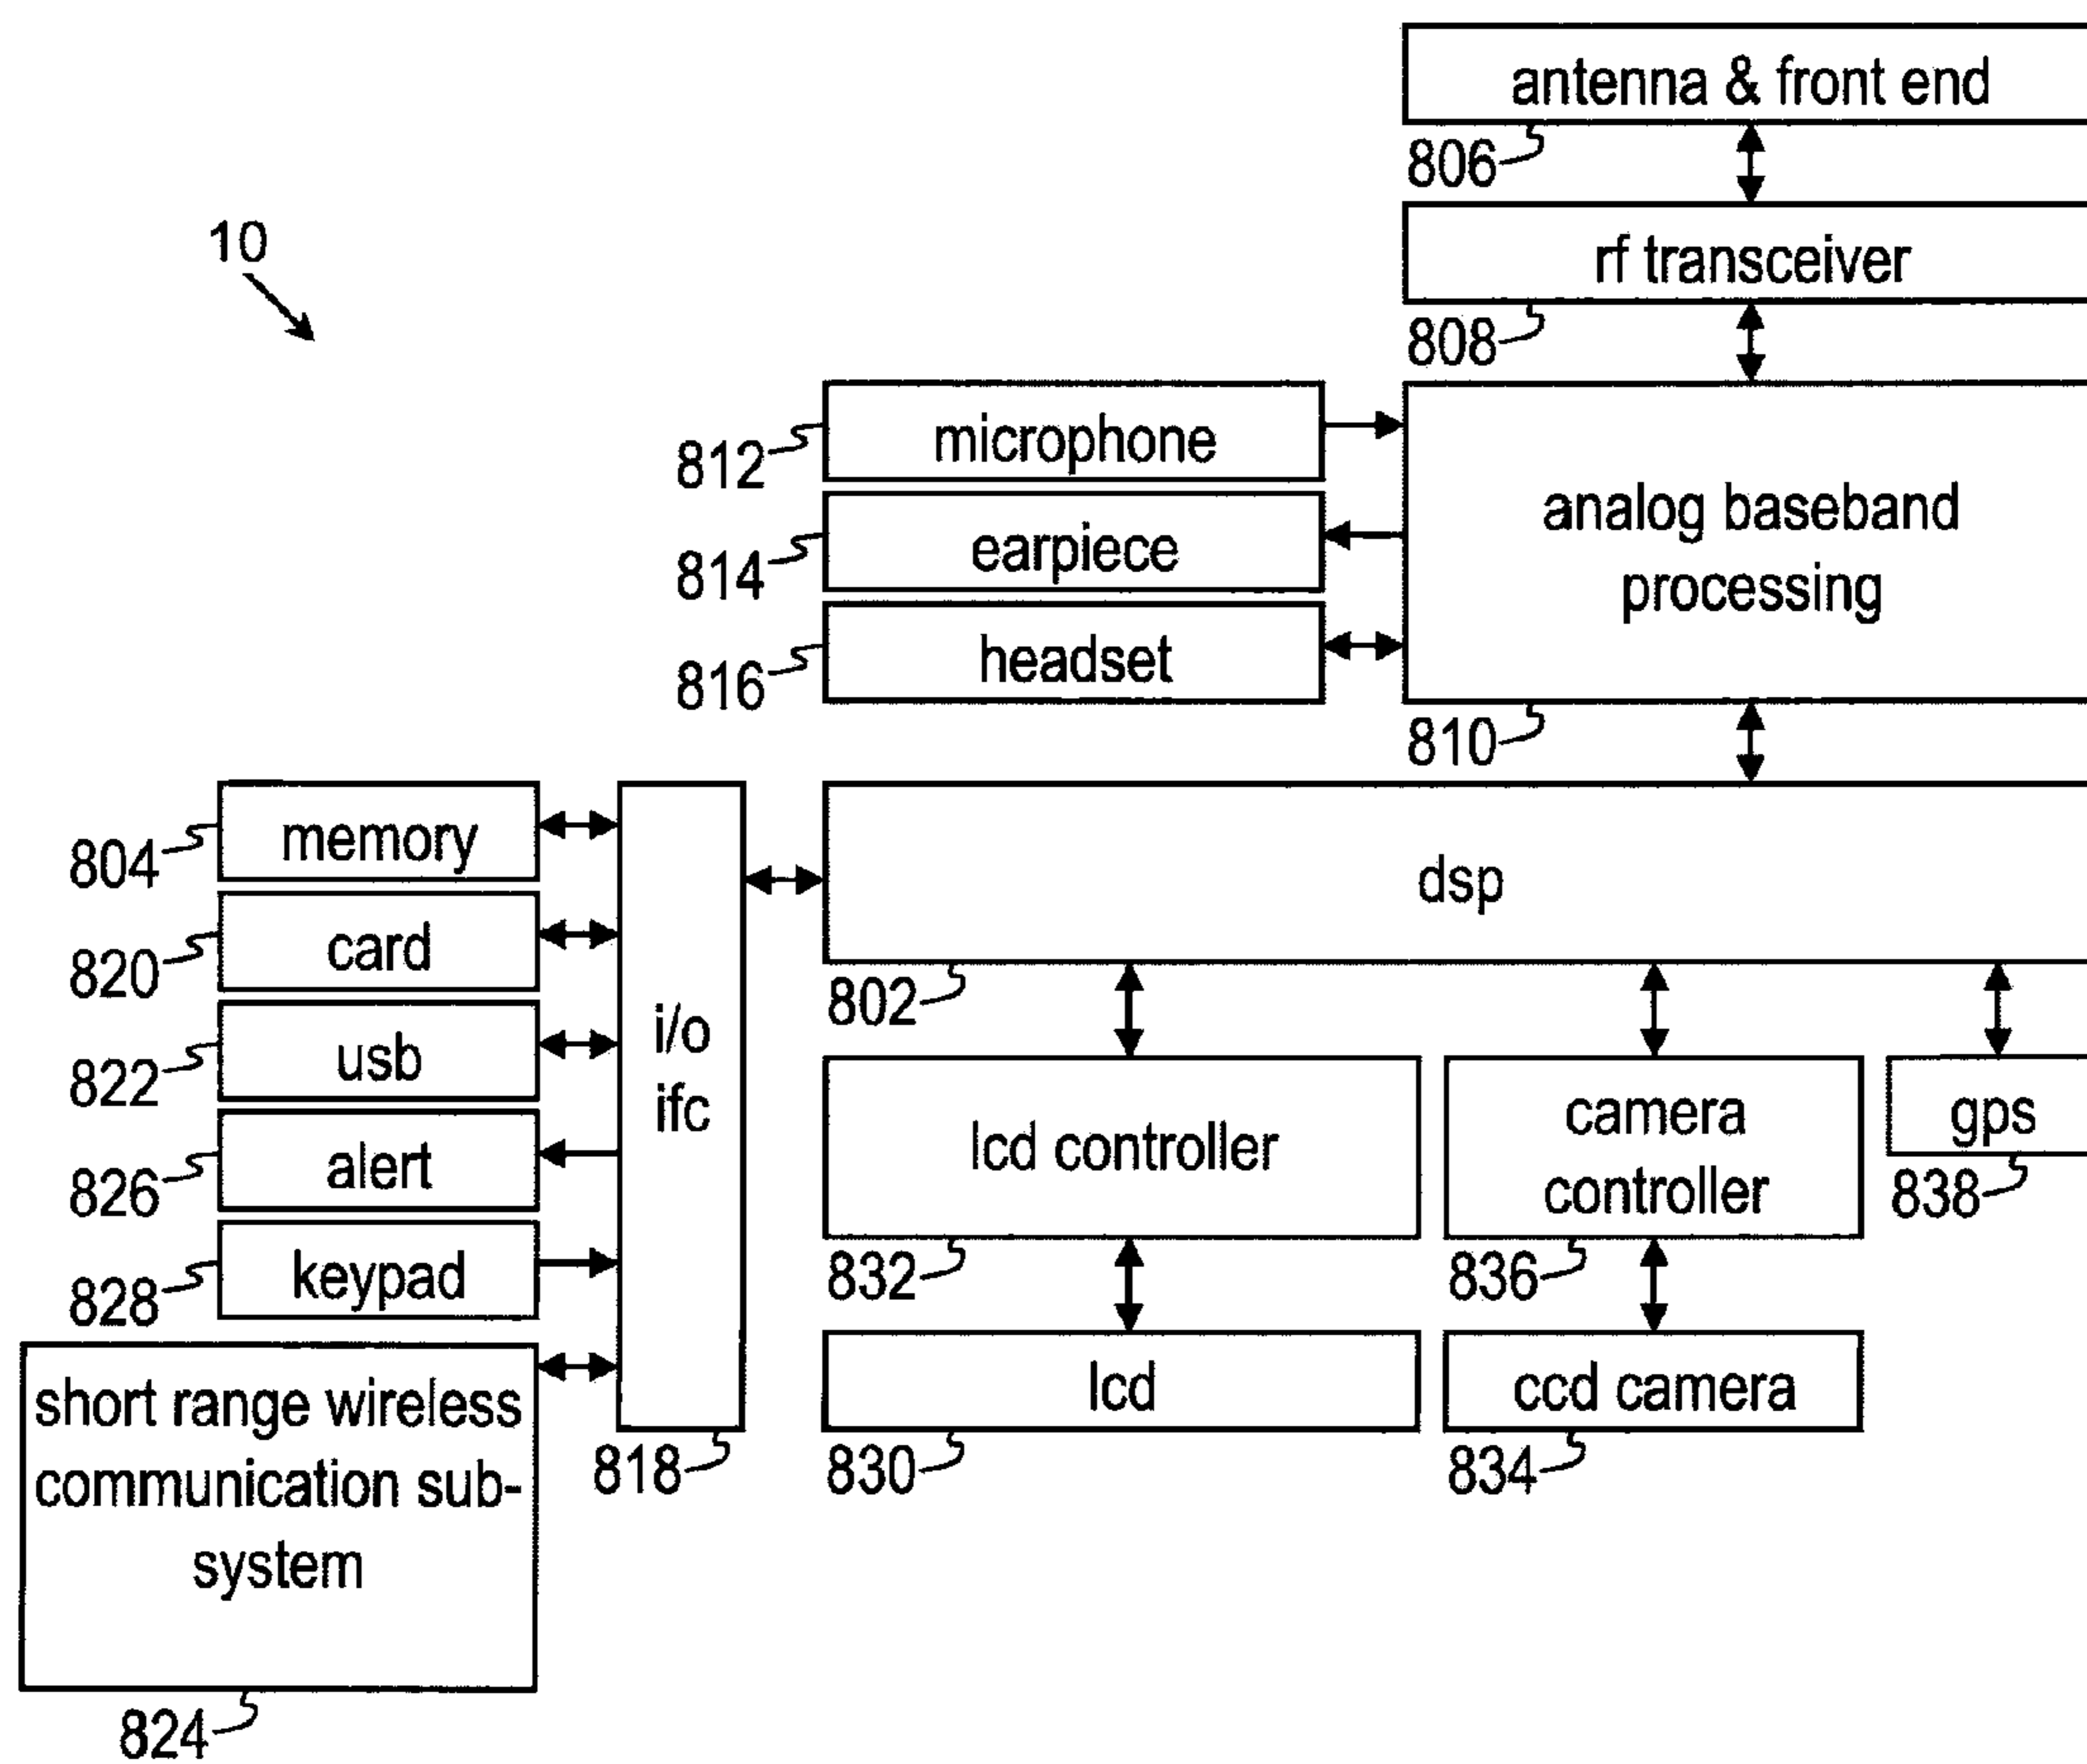 antenna & front end
806
10
rf transceiver
808
microphone
812
analog baseband
processing
earpiece
814
headset
816
810
memory
804
dsp
card
820
802
i/o
ifc
usb
822
lcd controller
camera
controller
gps
838
alert
826
keypad
828
832
836
short range wireless
communication sub-
system
lcd
ccd camera
818
830
834
824